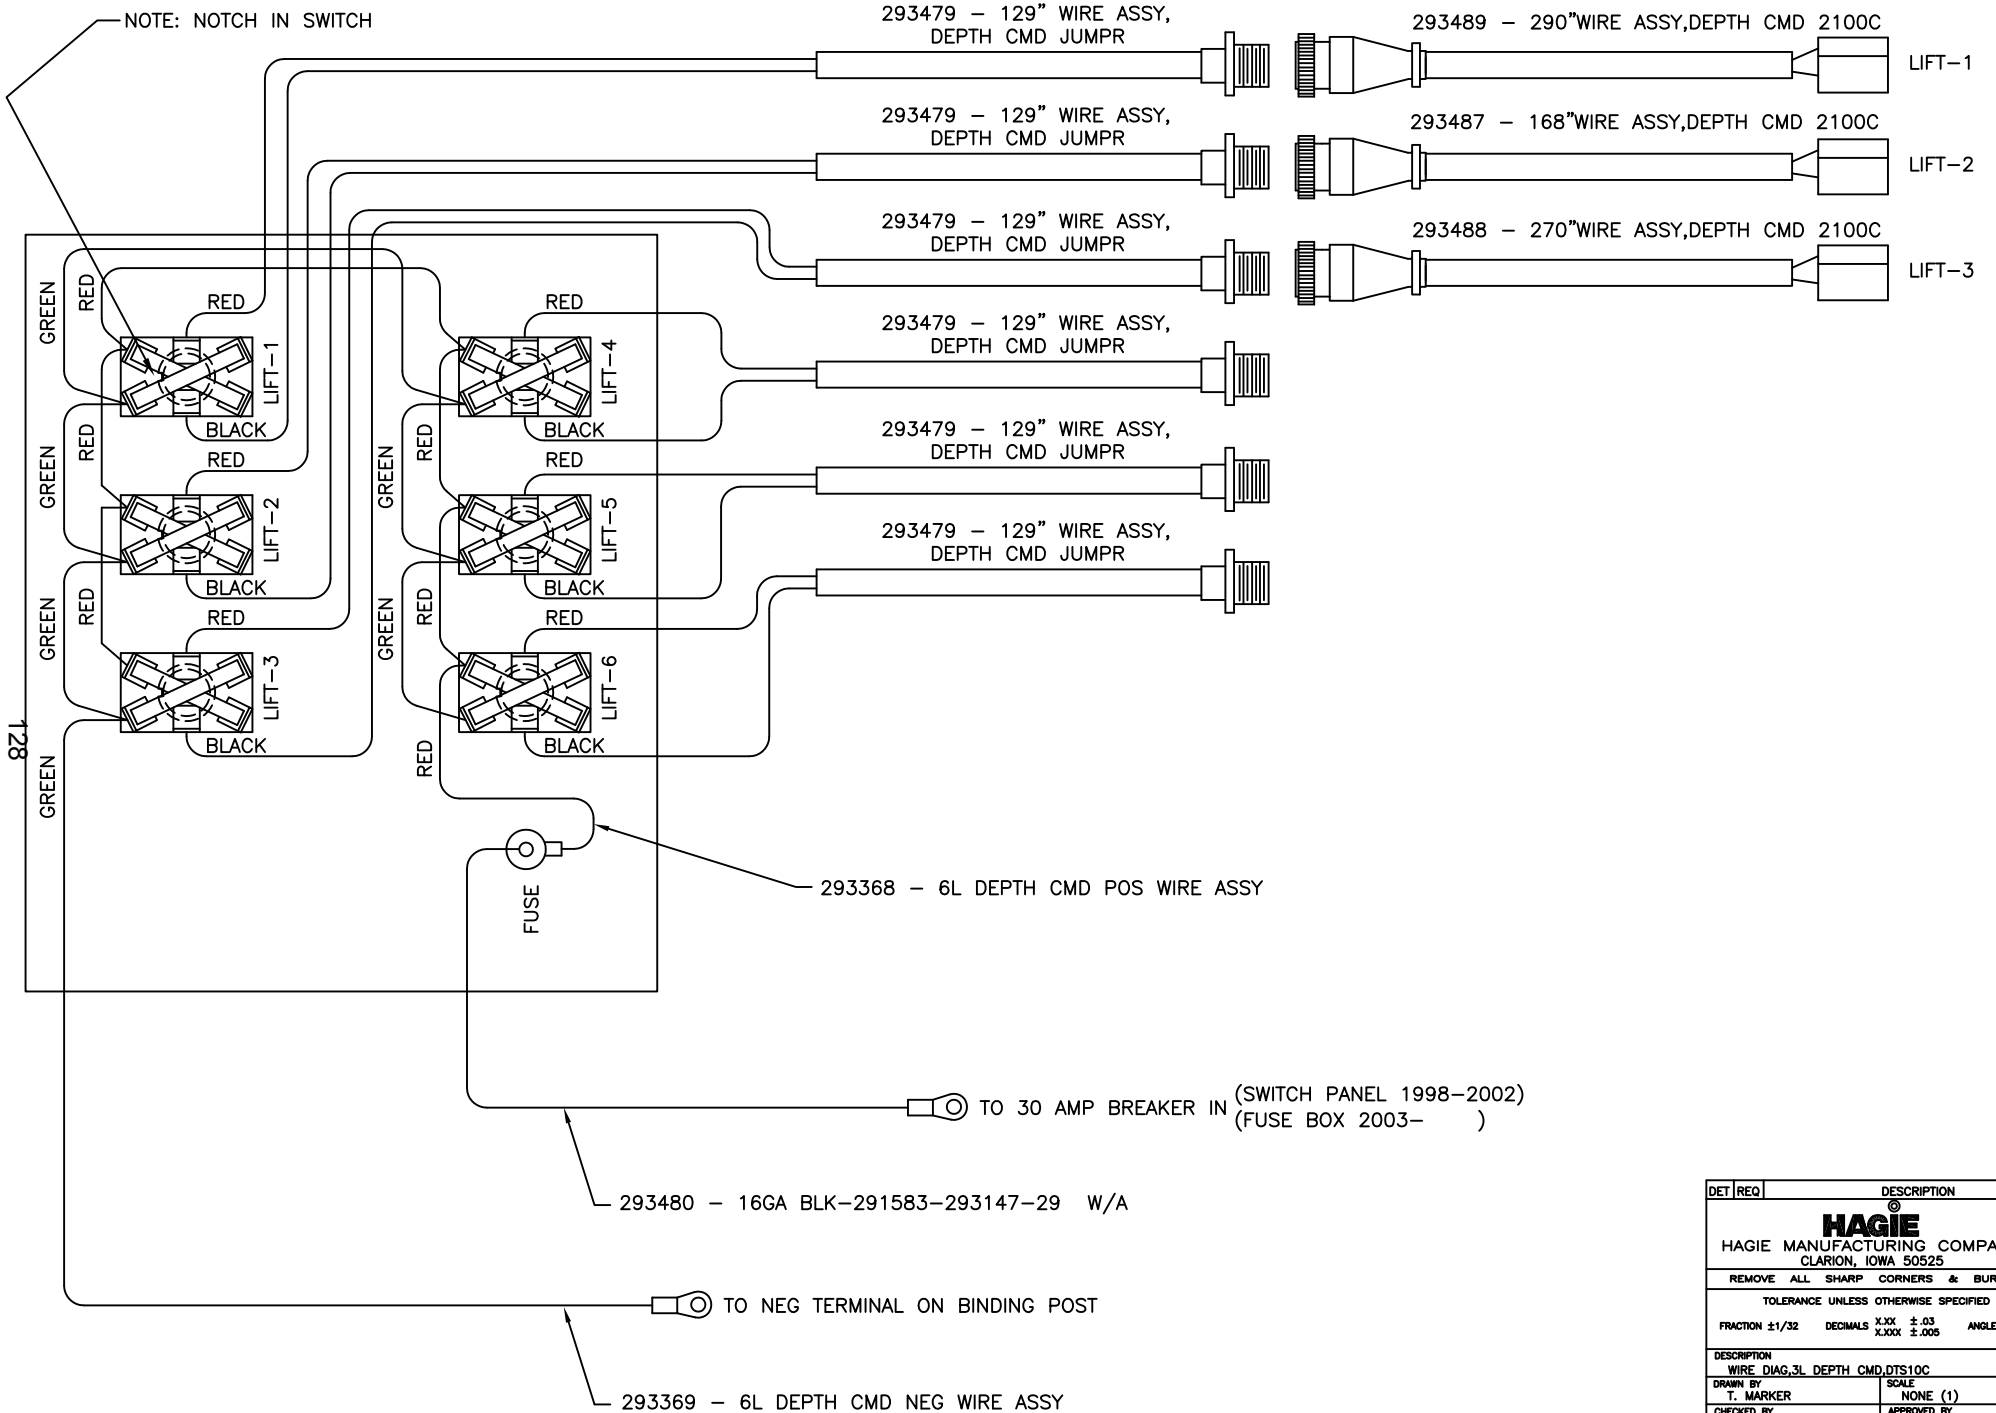 NOTE: NOTCH IN SWITCH
293479 - 129" WIRE ASSY,
DEPTH CMD JUMPR
293489 - 290"WIRE ASSY,DEPTH CMD 2100C
LIFT-1
293479 - 129" WIRE ASSY,
DEPTH CMD JUMPR
293487 - 168"WIRE ASSY,DEPTH CMD 2100C
LIFT-2
293479 - 129" WIRE ASSY,
DEPTH CMD JUMPR
293488 - 270"WIRE ASSY,DEPTH CMD 2100C
LIFT-3
293479 - 129" WIRE ASSY,
DEPTH CMD JUMPR
293479 - 129" WIRE ASSY,
DEPTH CMD JUMPR
293479 - 129" WIRE ASSY,
DEPTH CMD JUMPR
GREEN
RED
RED
LIFT-1
BLACK
RED
LIFT-4
BLACK
GREEN
RED
RED
LIFT-2
BLACK
GREEN
RED
RED
LIFT-5
BLACK
GREEN
RED
RED
LIFT-3
BLACK
GREEN
RED
RED
LIFT-6
BLACK
128
GREEN
RED
FUSE
293368 - 6L DEPTH CMD POS WIRE ASSY
TO 30 AMP BREAKER IN
(SWITCH PANEL 1998-2002)
(FUSE BOX 2003- )
293480 - 16GA BLK-291583-293147-29 W/A
TO NEG TERMINAL ON BINDING POST
293369 - 6L DEPTH CMD NEG WIRE ASSY
DET REQ DESCRIPTION
HAGIE
HAGIE MANUFACTURING COMPA
CLARION, IOWA 50525
REMOVE ALL SHARP CORNERS & BUR
TOLERANCE UNLESS OTHERWISE SPECIFIED
FRACTION ±1/32 DECIMALS X.XX ±.03 ANGLE
X.XXX ±.005
DESCRIPTION
WIRE DIAG,3L DEPTH CMD,DTS10C
DRAWN BY SCALE
T. MARKER NONE (1)
CHECKED BY APPROVED BY